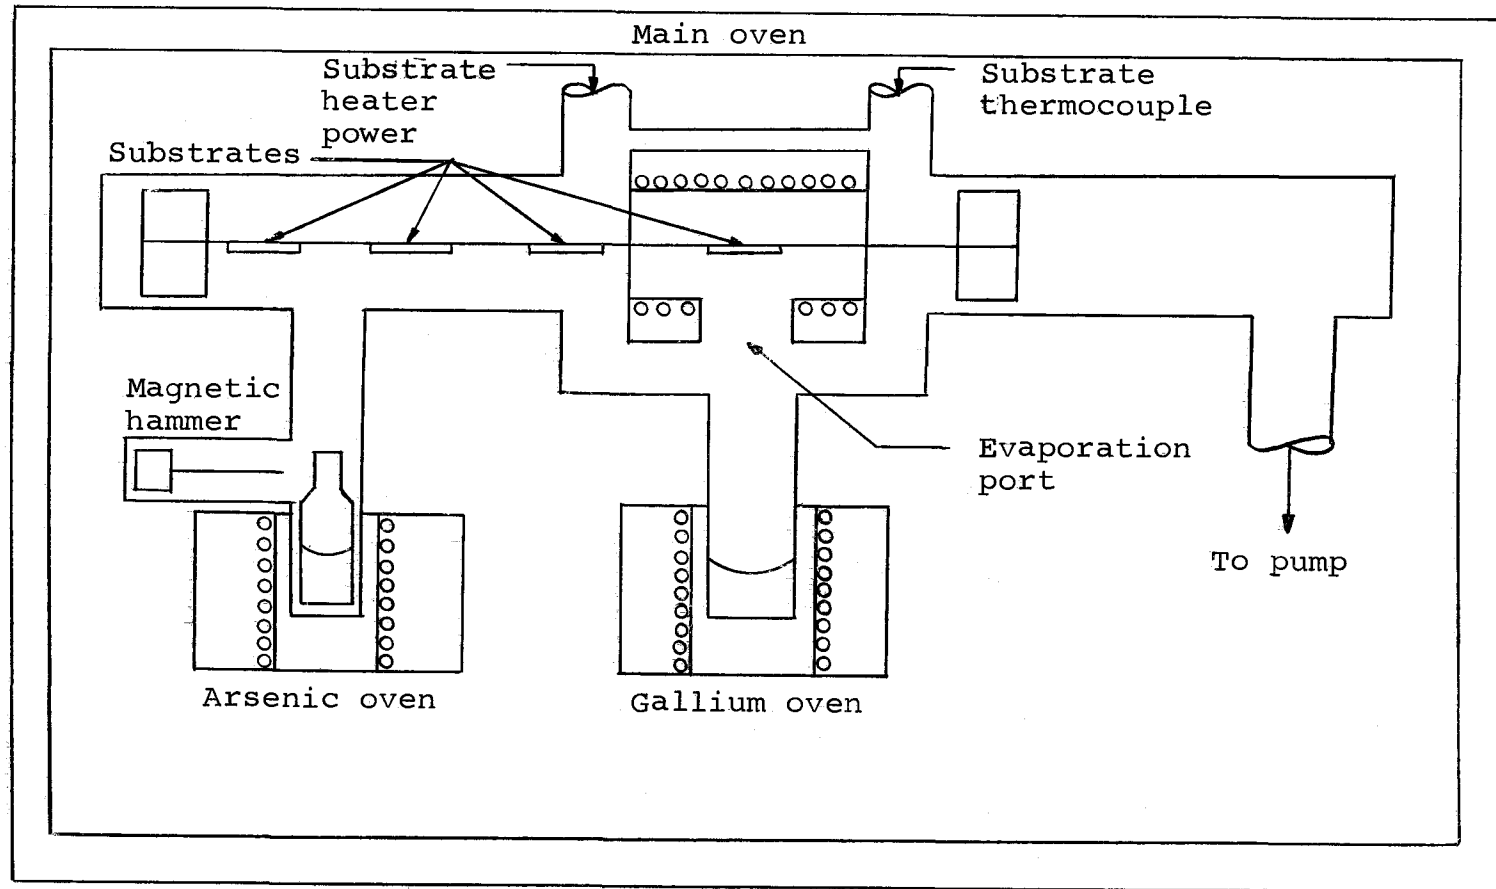 Main oven
Substrate
heater
power
Substrate
thermocouple
Substrates
Magnetic
hammer
Evaporation
port
To pump
Arsenic oven
Gallium oven